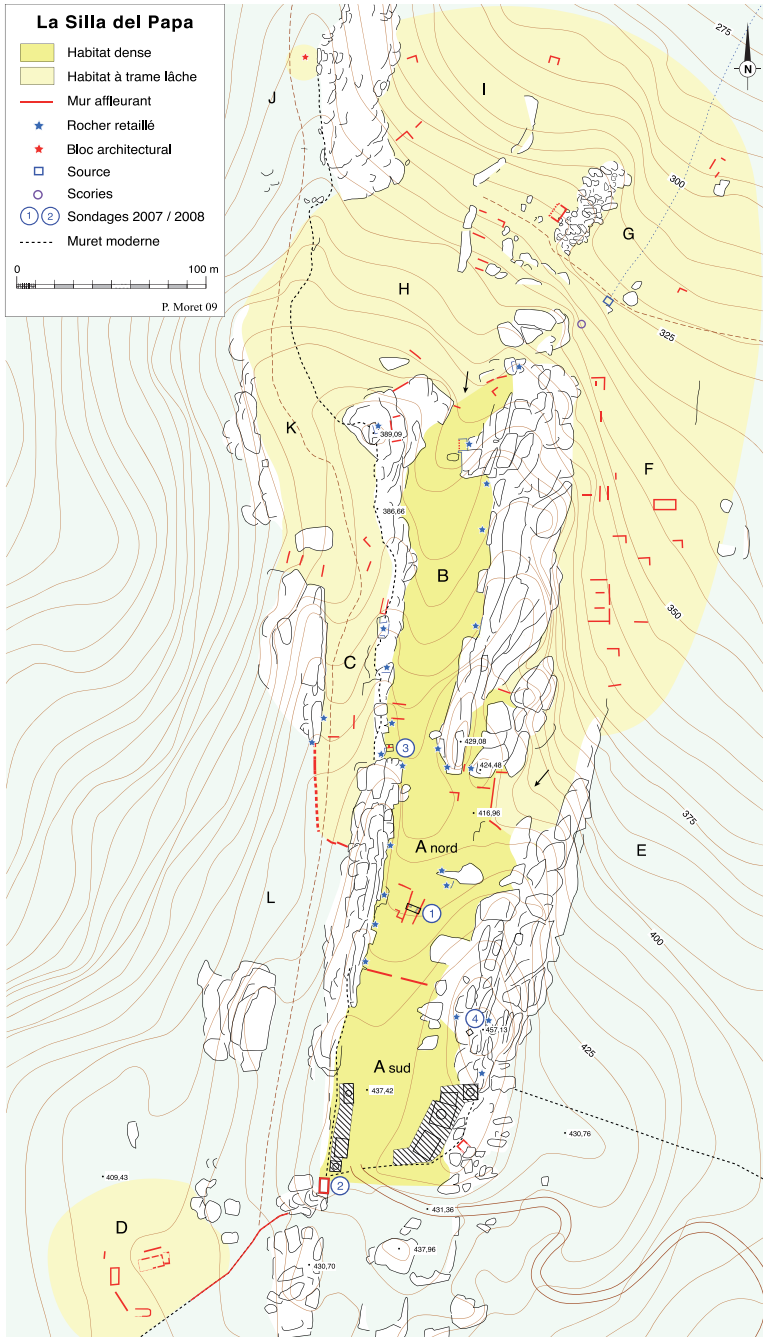 La Silla del Papa
Habitat dense
Habitat à trame lâche
Mur affleurant
Rocher retaillé
Bloc architectural
Source
Scories
1 2 Sondages 2007 / 2008
Muret moderne
0 100 m
P. Moret 09
275
N
J
I
300
G
H
325
389,09
K
F
386,66
B
350
C
3
429,08
424,48
416,96
375
A nord
E
L
1
400
4
457,13
425
A sud
437,42
430,76
409,43
2
431,36
D
437,96
430,70